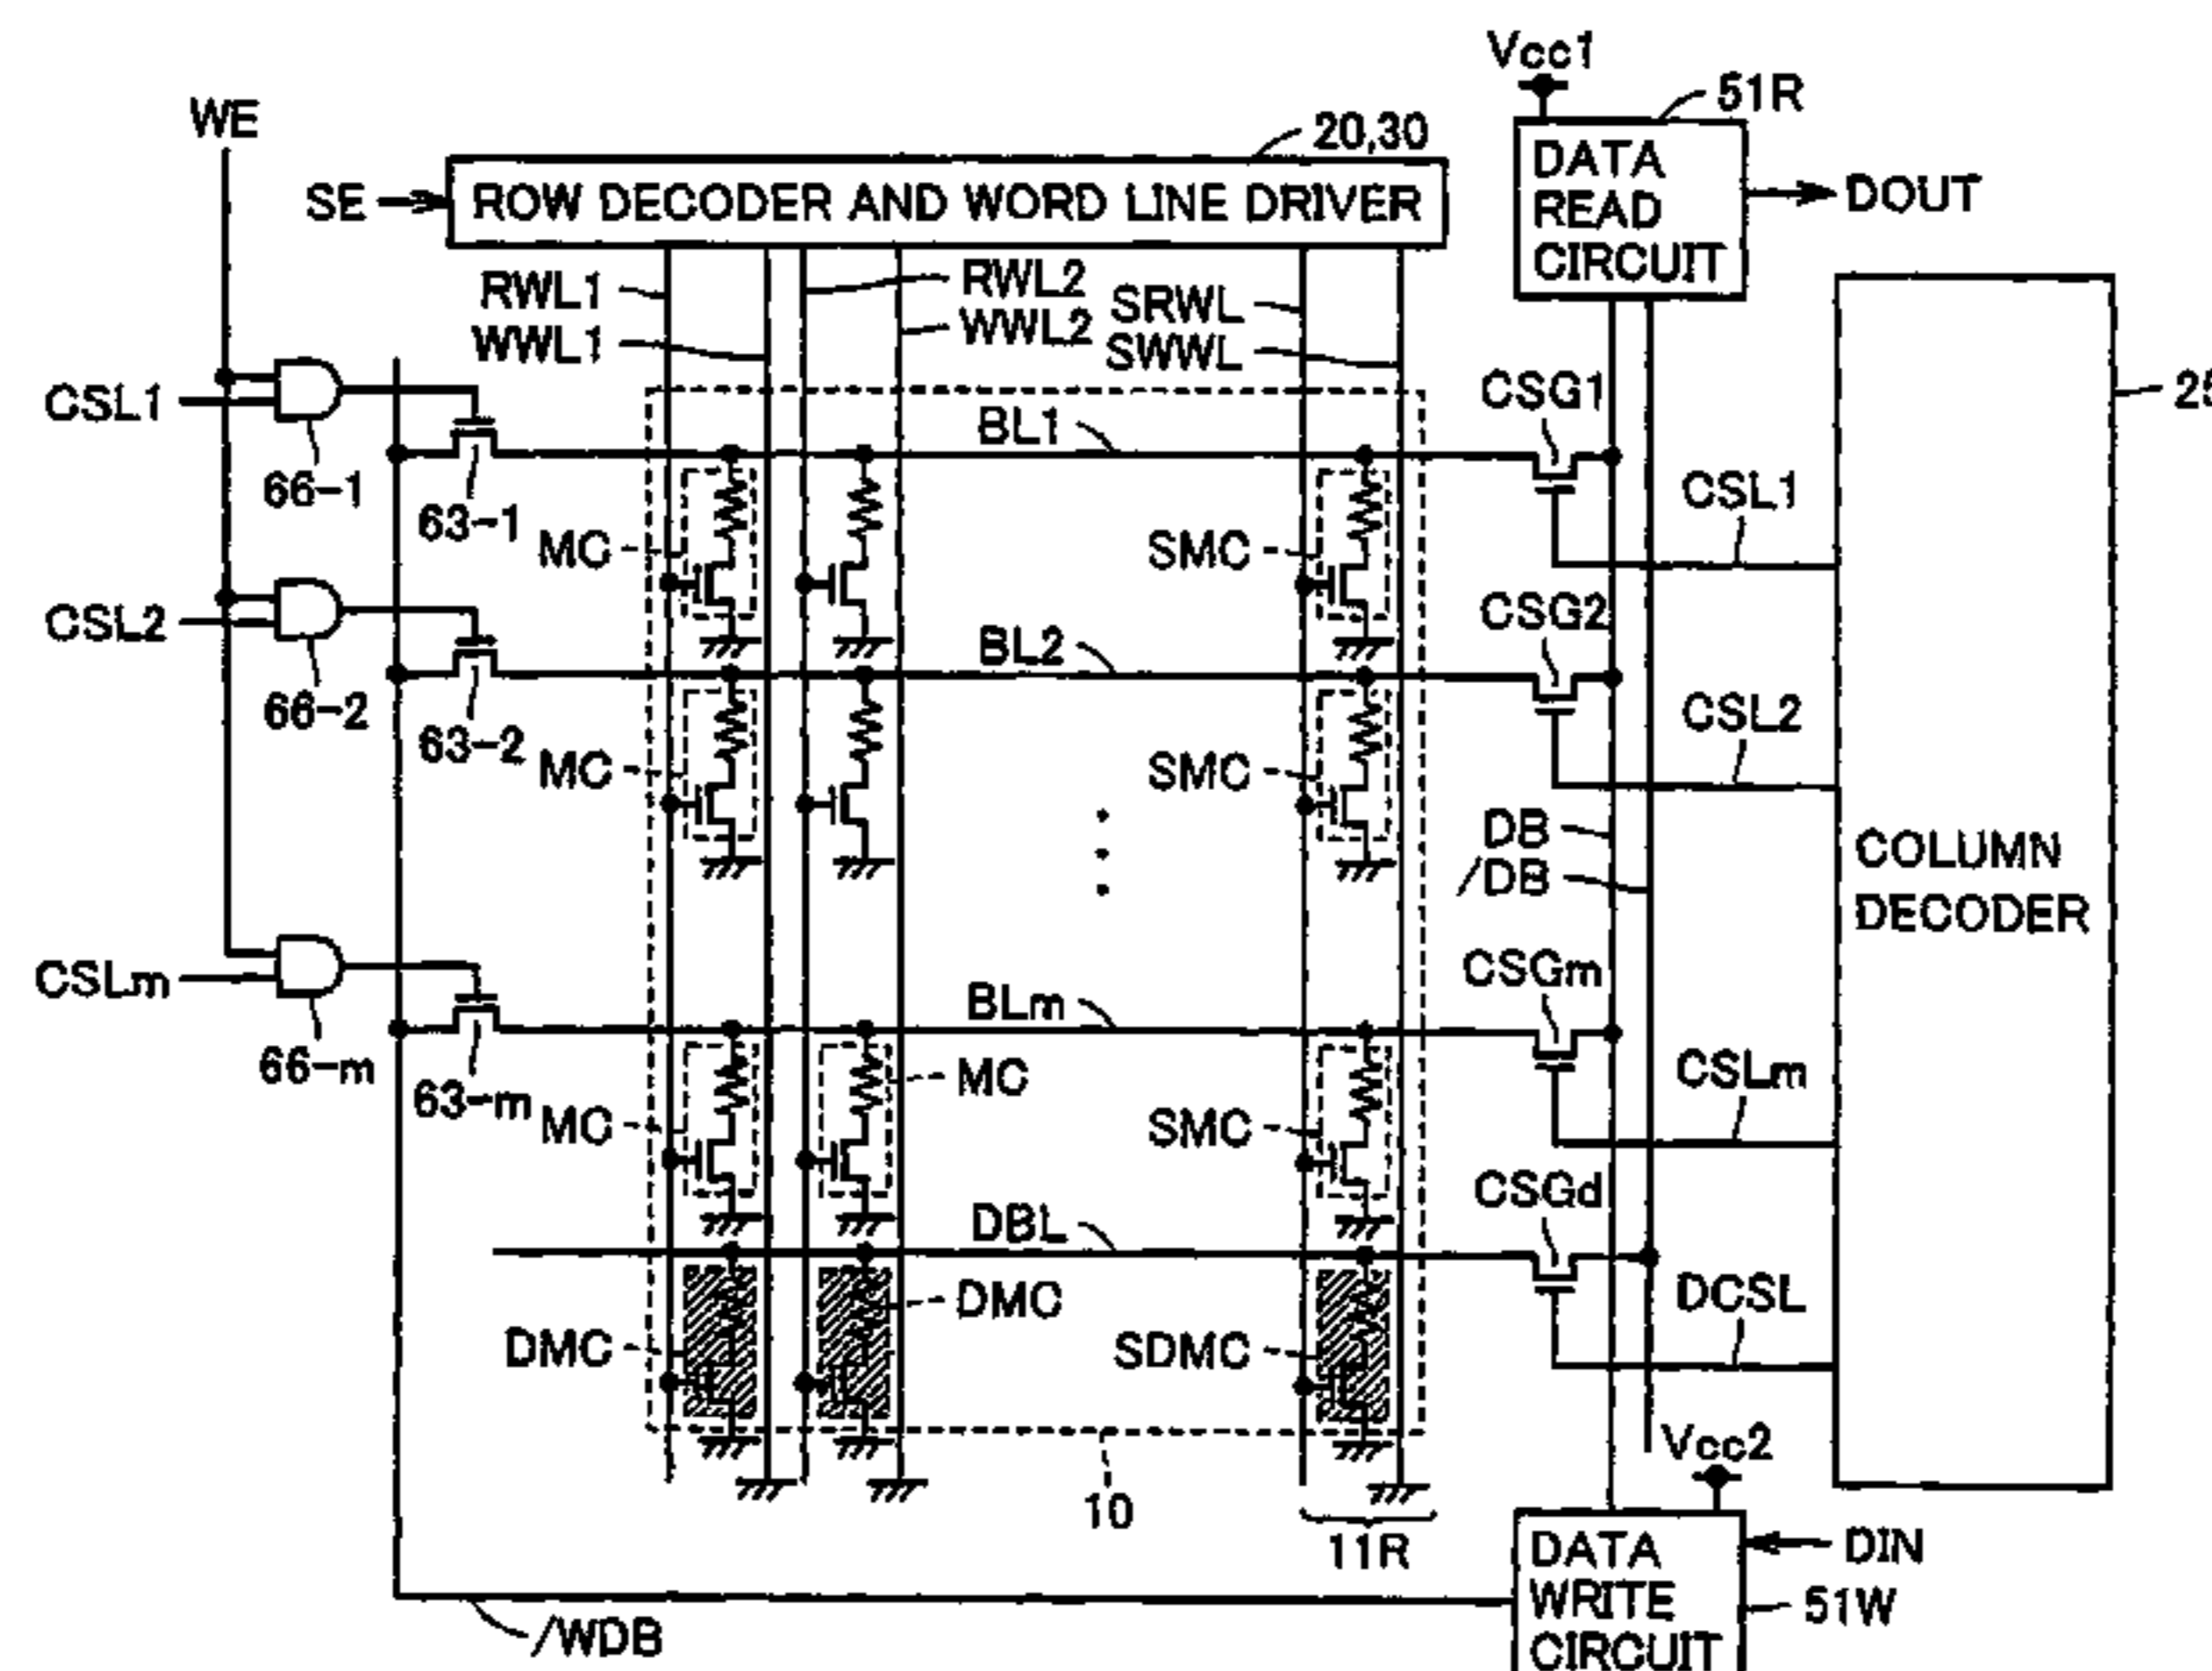 Vcc1
51R
WE
20,30
DATA
READ
CIRCUIT
DOUT
SE
ROW DECODER AND WORD LINE DRIVER
RWL1
RWL2
SRWL
WWL1
WWL2
SWWL
25
CSL1
BL1
CSG1
66-1
63-1
CSL1
MC
SMC
CSL2
BL2
CSG2
66-2
63-2
CSL2
MC
SMC
DB
/DB
COLUMN
DECODER
CSLm
BLm
CSGm
66-m
63-m
MC
MC
SMC
CSLm
DBL
CSGd
DMC
DMC
SDMC
DCSL
Vcc2
10
11R
DATA
WRITE
CIRCUIT
DIN
51W
/WDB